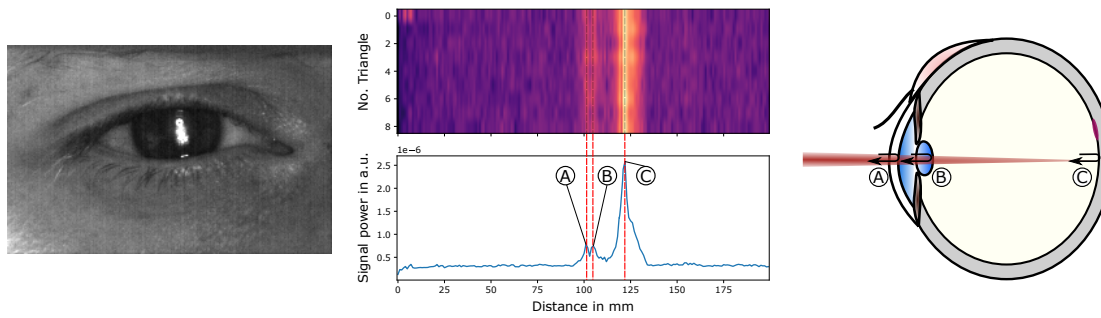 0
2
4
6
8
No. Triangle
1e−6
2.5
2.0
1.5
1.0
0.5
Signal power in a.u.
A
B
C
0
25
50
75
100
125
150
175
Distance in mm
A
B
C